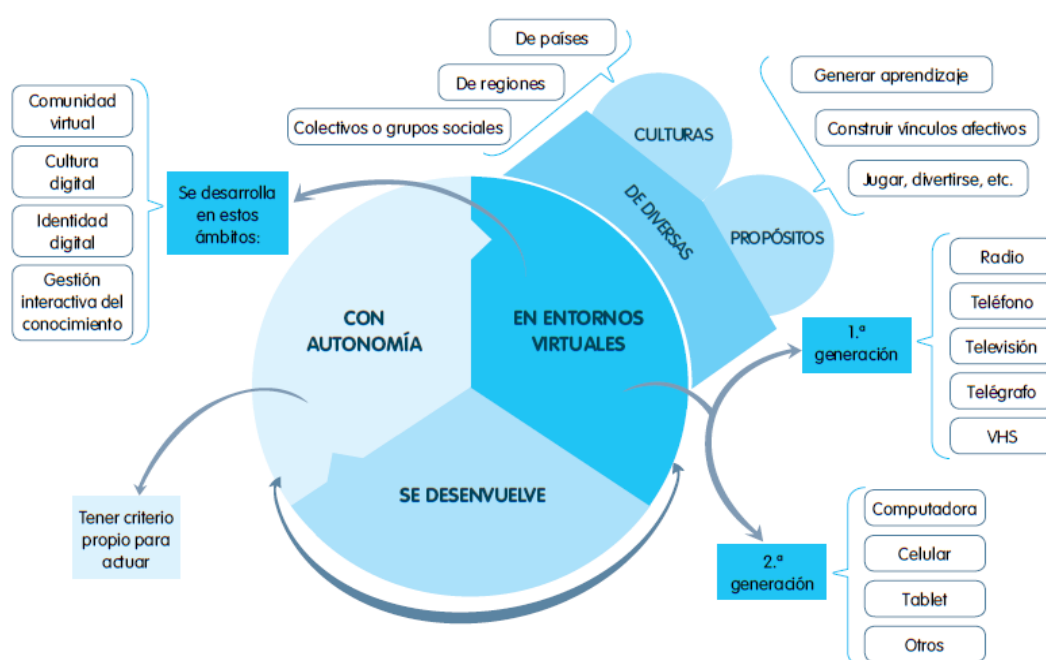 De países
De regiones
Colectivos o grupos sociales
CULTURAS
DE DIVERSAS
PROPÓSITOS
Generar aprendizaje
Construir vínculos afectivos
Jugar, divertirse, etc.
Comunidad
virtual
Cultura
digital
Identidad
digital
Gestión
interactiva del
conocimiento
Se desarrolla
en estos
ámbitos:
CON
AUTONOMÍA
EN ENTORNOS
VIRTUALES
SE DESENVUELVE
Tener criterio
propio para
actuar
1.ª
generación
Radio
Teléfono
Televisión
Telégrafo
VHS
2.ª
generación
Computadora
Celular
Tablet
Otros